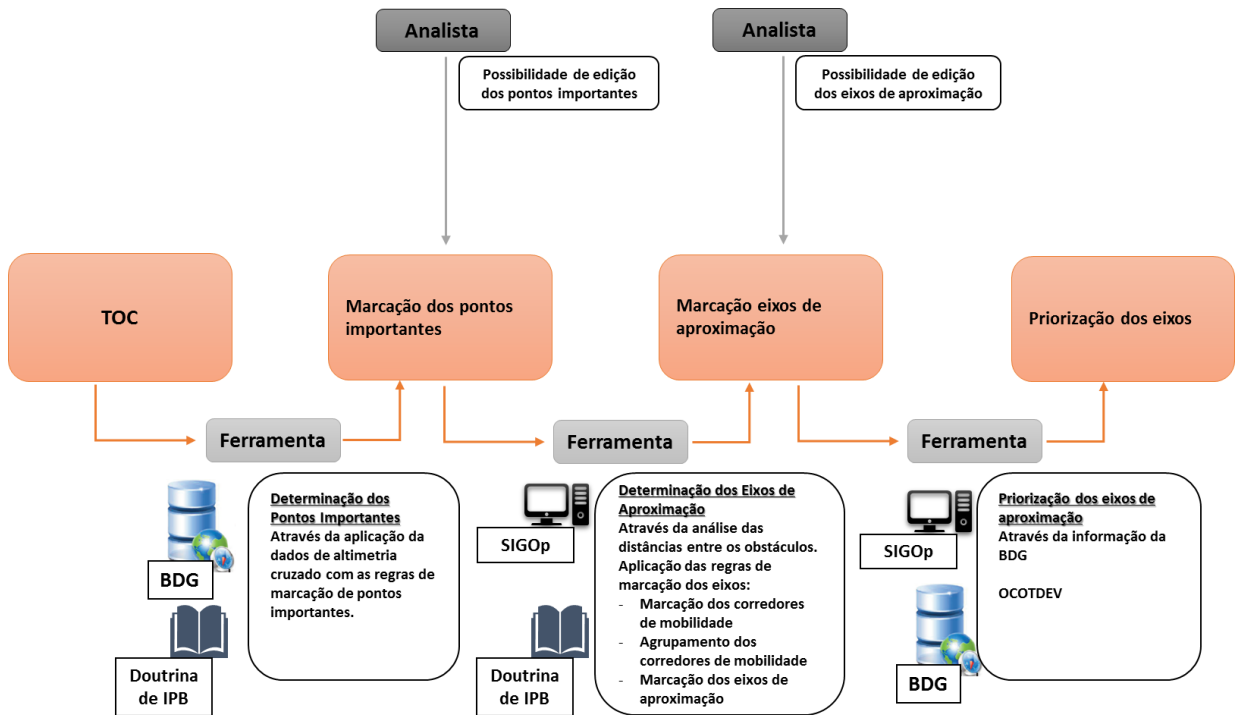 Analista
Possibilidade de edição
dos pontos importantes
Analista
Possibilidade de edição
dos eixos de aproximação
TOC
Marcação dos pontos
importantes
Marcação eixos de
aproximação
Priorização dos eixos
Ferramenta
Ferramenta
Ferramenta
BDG
Doutrina
de IPB
Determinação dos
Pontos Importantes
Através da aplicação da
dados de altimetria
cruzado com as regras de
marcação de pontos
importantes.
SIGOp
Doutrina
de IPB
Determinação dos Eixos de
Aproximação
Através da análise das
distâncias entre os obstáculos.
Aplicação das regras de
marcação dos eixos:
- Marcação dos corredores
de mobilidade
- Agrupamento dos
corredores de mobilidade
- Marcação dos eixos de
aproximação
SIGOp
BDG
Priorização dos eixos de
aproximação
Através da informação da
BDG
OCOTDEV